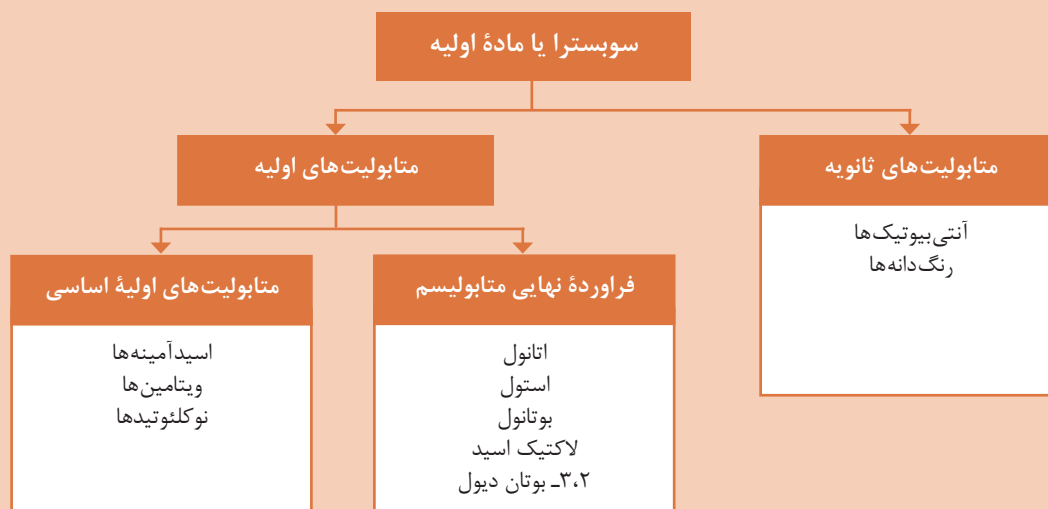 سوبسترا یا مادهٔ اولیه
متابولیت‌های ثانویه
آنتی‌بیوتیک‌ها
رنگ‌دانه‌ها
متابولیت‌های اولیه
فراوردهٔ نهایی متابولیسم
اتانول
استول
بوتانول
لاکتیک اسید
۳،۲ـ بوتان دیول
متابولیت‌های اولیهٔ اساسی
اسیدآمینه‌ها
ویتامین‌ها
نوکلئوتیدها